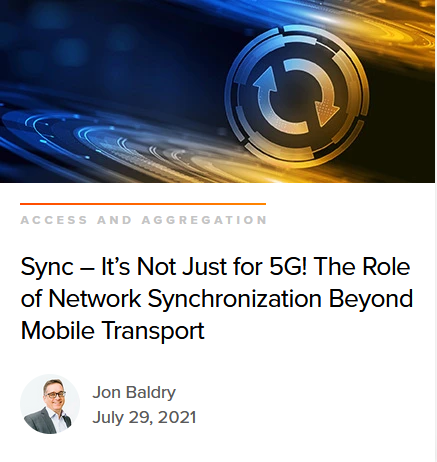 ACCESS AND AGGREGATION
Sync – It’s Not Just for 5G! The Role
of Network Synchronization Beyond
Mobile Transport
Jon Baldry
July 29, 2021